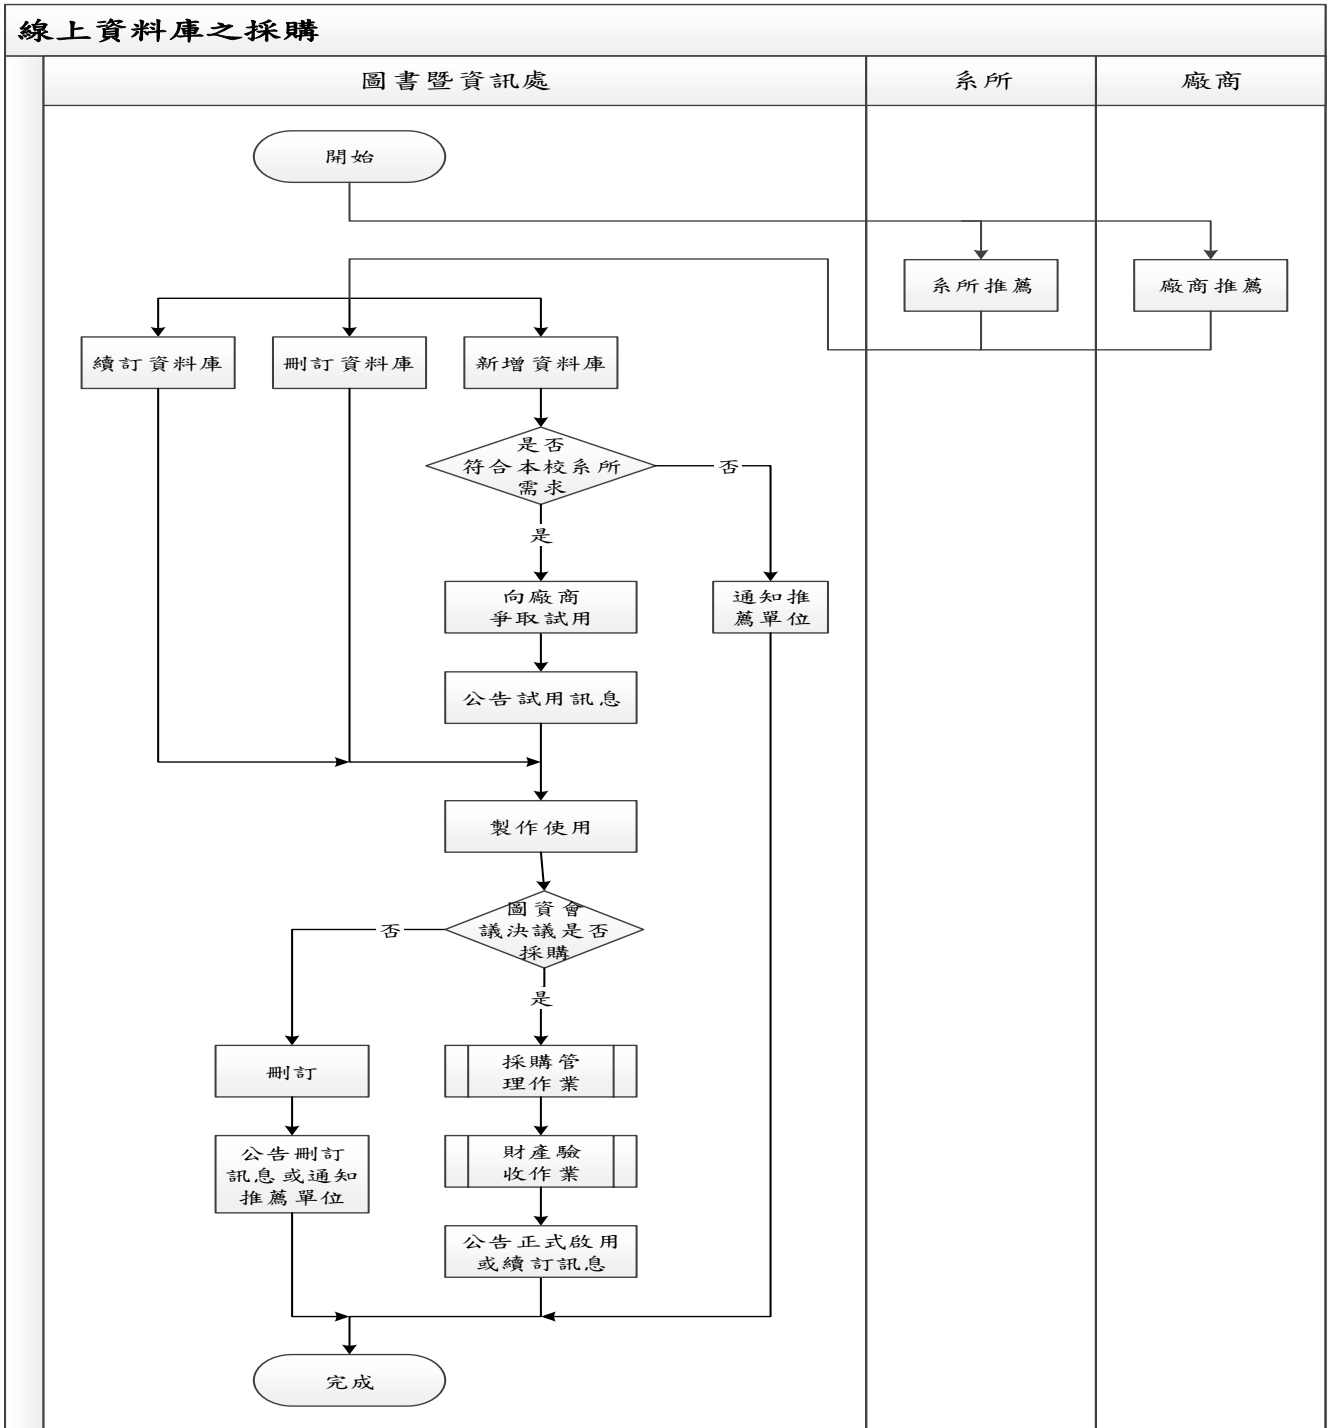 線上資料庫之採購
圖書暨資訊處
系所
廠商
開始
系所推薦
廠商推薦
續訂資料庫
刪訂資料庫
新增資料庫
是否
符合本校系所
需求
否
是
向廠商
爭取試用
通知推
薦單位
公告試用訊息
製作使用
圖資會
議決議是否
採購
否
是
刪訂
採購管
理作業
公告刪訂
訊息或通知
推薦單位
財產驗
收作業
公告正式啟用
或續訂訊息
完成